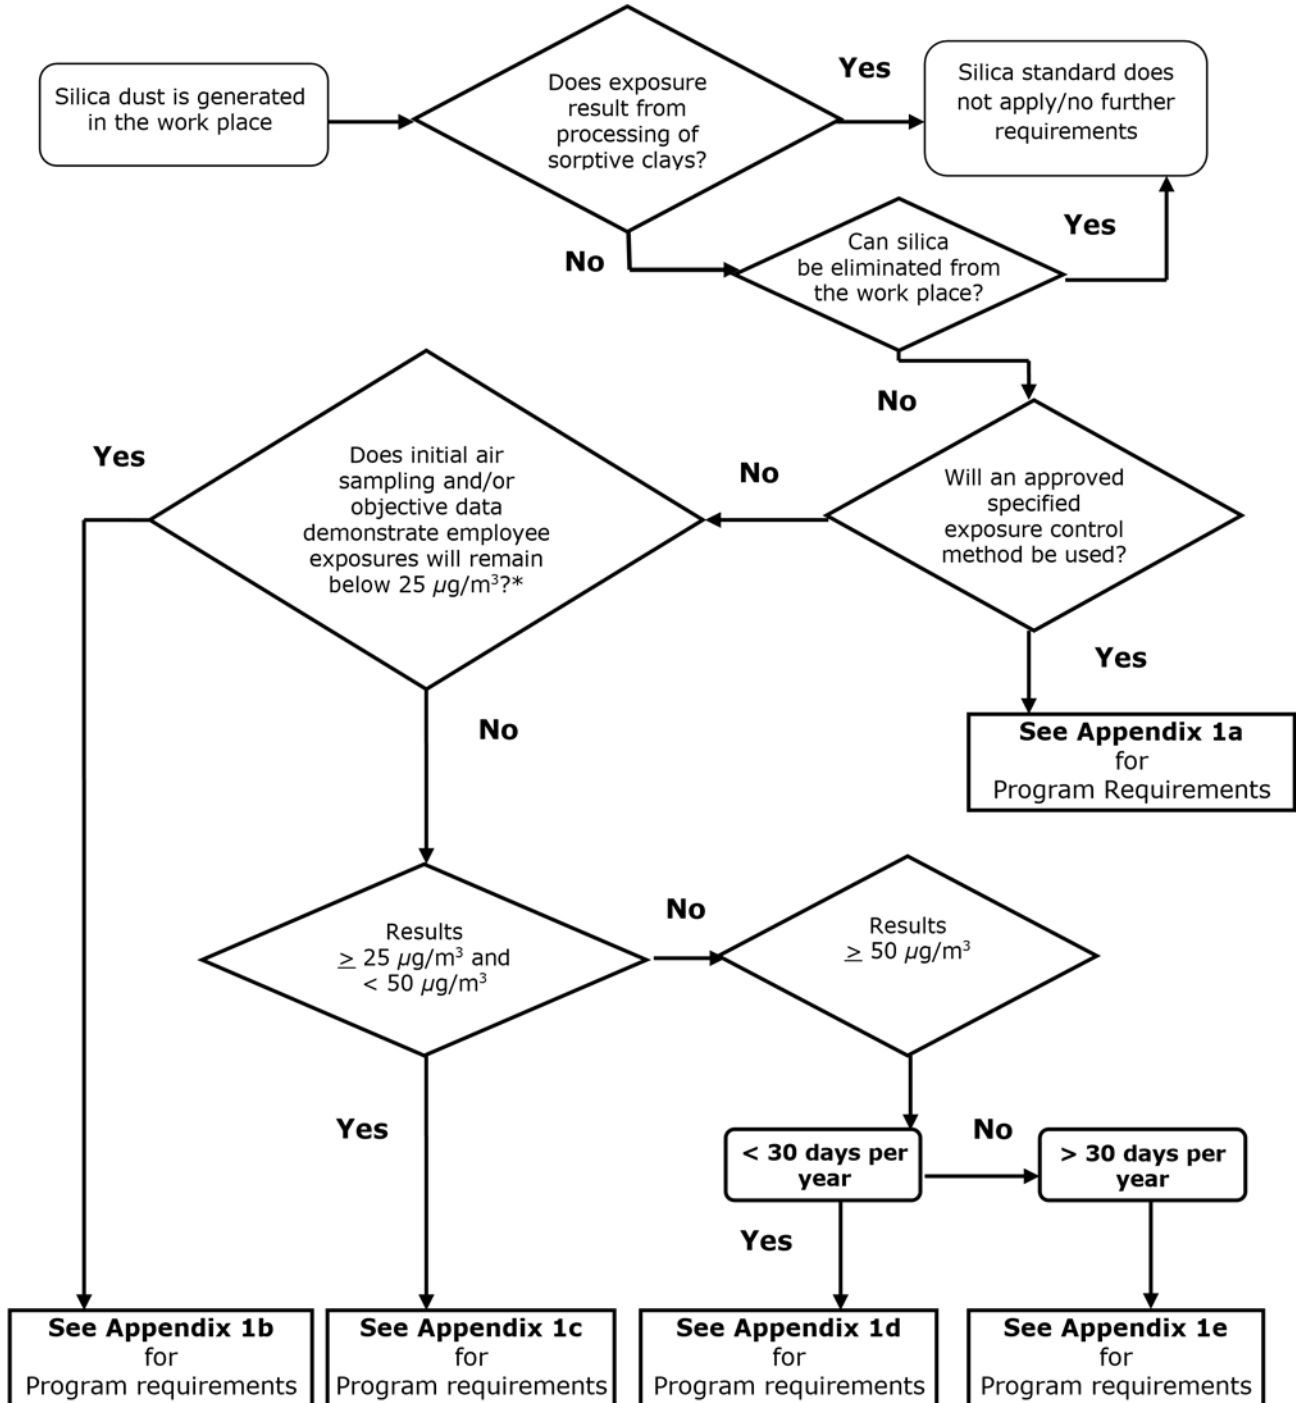 Silica dust is generated
in the work place
Does exposure
result from
processing of
sorptive clays?
Yes
Silica standard does
not apply/no further
requirements
No
Can silica
be eliminated from
the work place?
Yes
No
Will an approved
specified
exposure control
method be used?
No
Yes
Does initial air
sampling and/or
objective data
demonstrate employee
exposures will remain
below 25 µg/m³?*
Yes
See Appendix 1a
for
Program Requirements
No
Results
≥ 25 µg/m³ and
< 50 µg/m³
No
Results
≥ 50 µg/m³
Yes
< 30 days per
year
No
> 30 days per
year
Yes
See Appendix 1b
for
Program requirements
See Appendix 1c
for
Program requirements
See Appendix 1d
for
Program requirements
See Appendix 1e
for
Program requirements